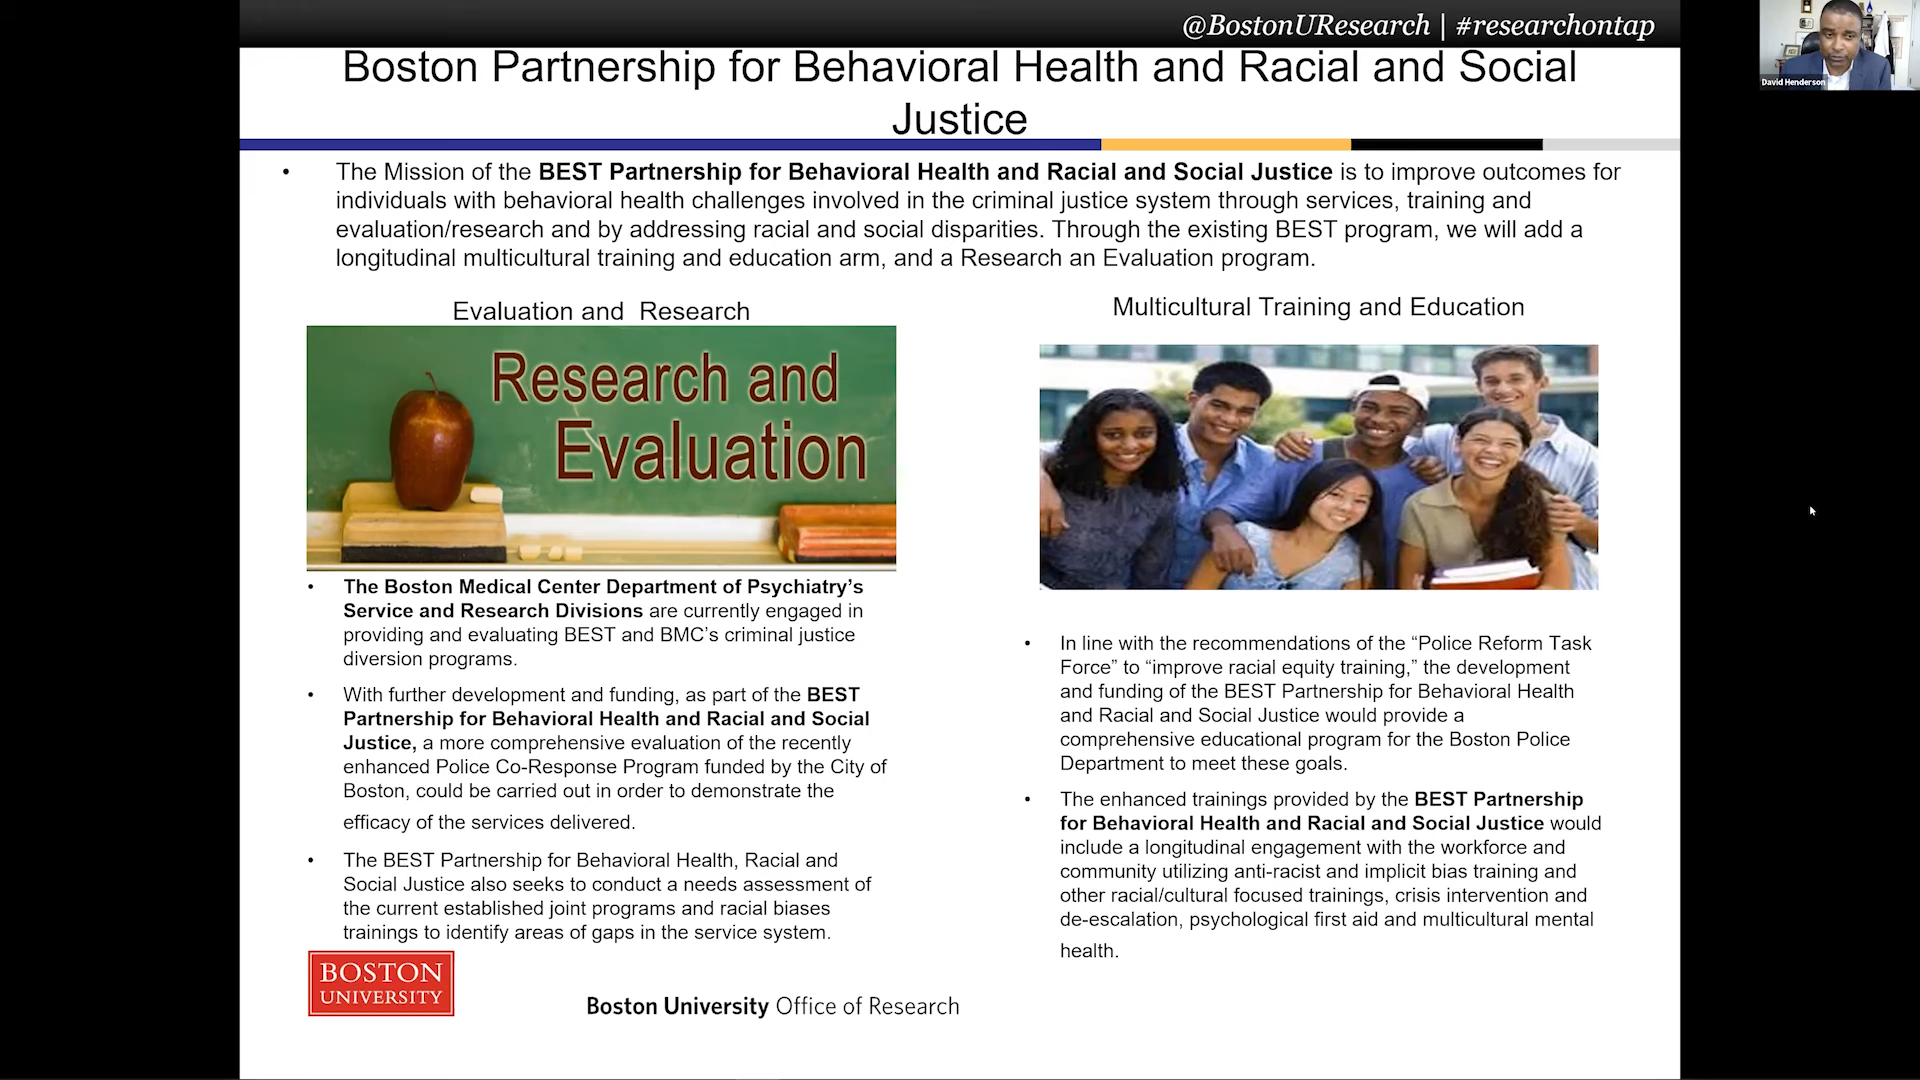 @BostonUResearch | #researchontap
David Henderson
Boston Partnership for Behavioral Health and Racial and Social
Justice
• The Mission of the BEST Partnership for Behavioral Health and Racial and Social Justice is to improve outcomes for
individuals with behavioral health challenges involved in the criminal justice system through services, training and
evaluation/research and by addressing racial and social disparities. Through the existing BEST program, we will add a
longitudinal multicultural training and education arm, and a Research an Evaluation program.
Evaluation and Research
Research and
Evaluation
• The Boston Medical Center Department of Psychiatry’s
Service and Research Divisions are currently engaged in
providing and evaluating BEST and BMC’s criminal justice
diversion programs.
• With further development and funding, as part of the BEST
Partnership for Behavioral Health and Racial and Social
Justice, a more comprehensive evaluation of the recently
enhanced Police Co-Response Program funded by the City of
Boston, could be carried out in order to demonstrate the
efficacy of the services delivered.
• The BEST Partnership for Behavioral Health, Racial and
Social Justice also seeks to conduct a needs assessment of
the current established joint programs and racial biases
trainings to identify areas of gaps in the service system.
Multicultural Training and Education
• In line with the recommendations of the “Police Reform Task
Force” to “improve racial equity training,” the development
and funding of the BEST Partnership for Behavioral Health
and Racial and Social Justice would provide a
comprehensive educational program for the Boston Police
Department to meet these goals.
• The enhanced trainings provided by the BEST Partnership
for Behavioral Health and Racial and Social Justice would
include a longitudinal engagement with the workforce and
community utilizing anti-racist and implicit bias training and
other racial/cultural focused trainings, crisis intervention and
de-escalation, psychological first aid and multicultural mental
health.
BOSTON
UNIVERSITY
Boston University Office of Research